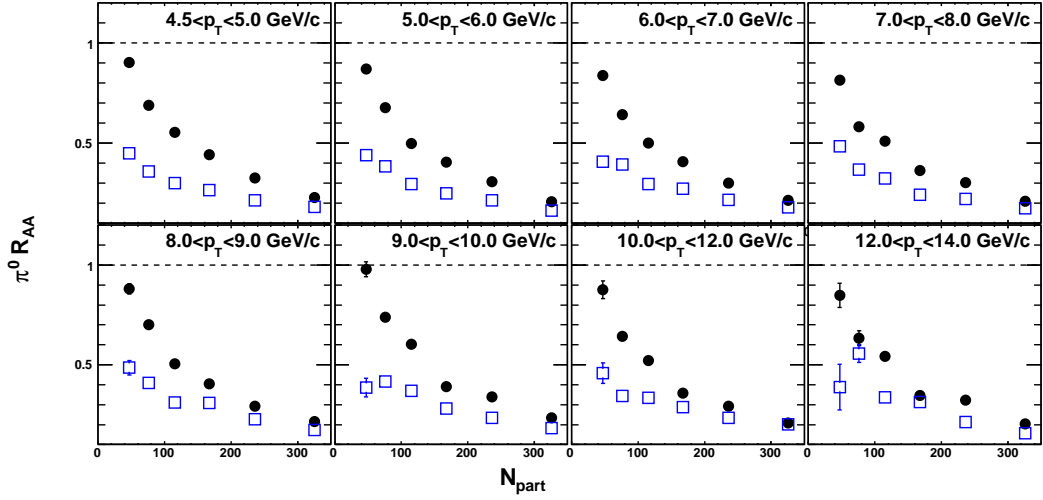 4.5<p_T<5.0 GeV/c
5.0<p_T<6.0 GeV/c
6.0<p_T<7.0 GeV/c
7.0<p_T<8.0 GeV/c
1
0.5
8.0<p_T<9.0 GeV/c
9.0<p_T<10.0 GeV/c
10.0<p_T<12.0 GeV/c
12.0<p_T<14.0 GeV/c
1
0.5
π⁰ R_AA
0 100 200 300
0 100 200 300
0 100 200 300
0 100 200 300
N_part